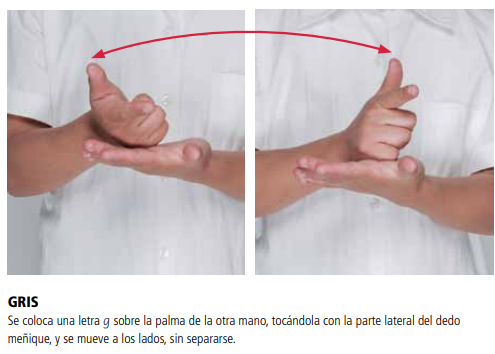 GRIS
Se coloca una letra g sobre la palma de la otra mano, tocándola con la parte lateral del dedo
meñique, y se mueve a los lados, sin separarse.